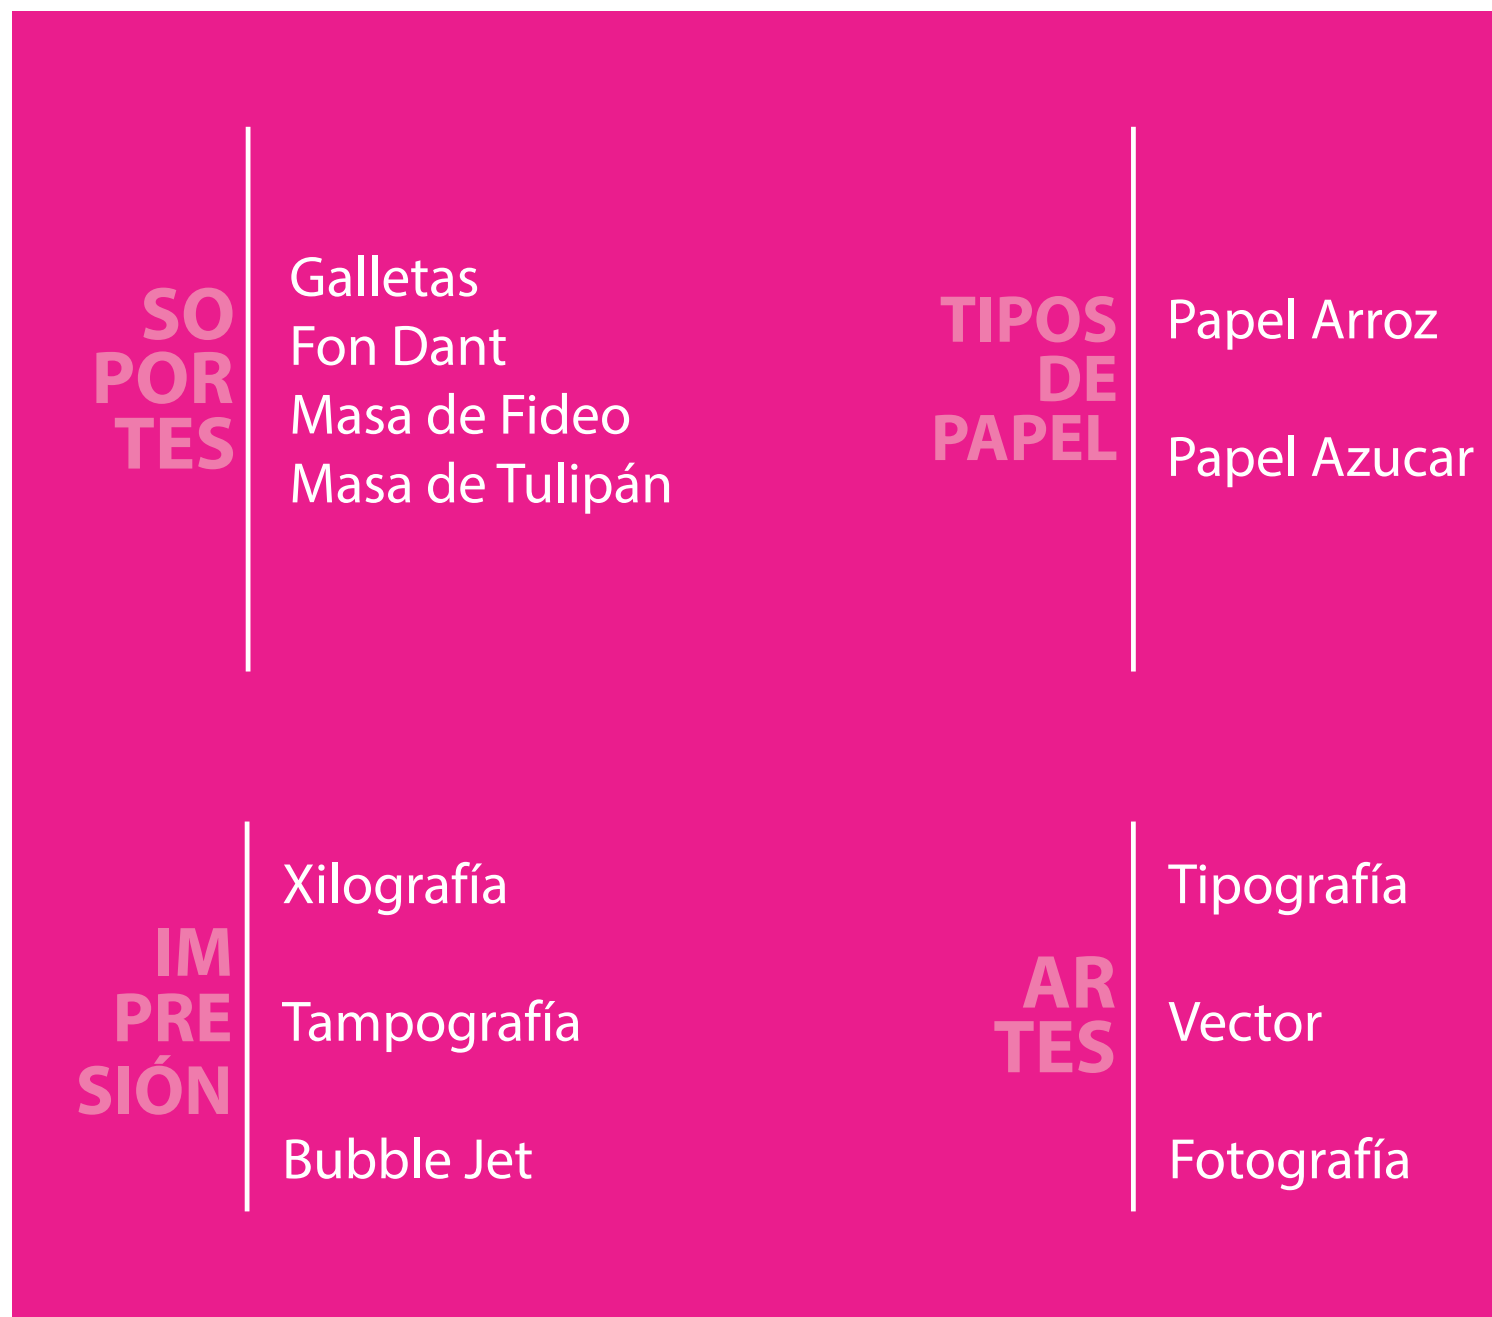 SO
POR
TES
Galletas
Fon Dant
Masa de Fideo
Masa de Tulipán
TIPOS
DE
PAPEL
Papel Arroz
Papel Azucar
IM
PRE
SIÓN
Xilografía
Tampografía
Bubble Jet
AR
TES
Tipografía
Vector
Fotografía